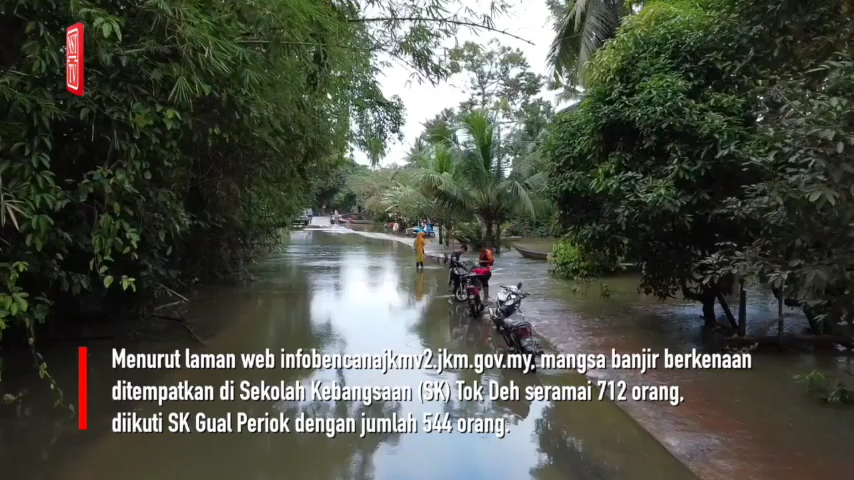 Menurut laman web infobencanajkmv2.jkm.gov.my, mangsa banjir berkenaan
ditempatkan di Sekolah Kebangsaan (SK) Tok Deh seramai 712 orang,
diikuti SK Gual Periok dengan jumlah 544 orang.